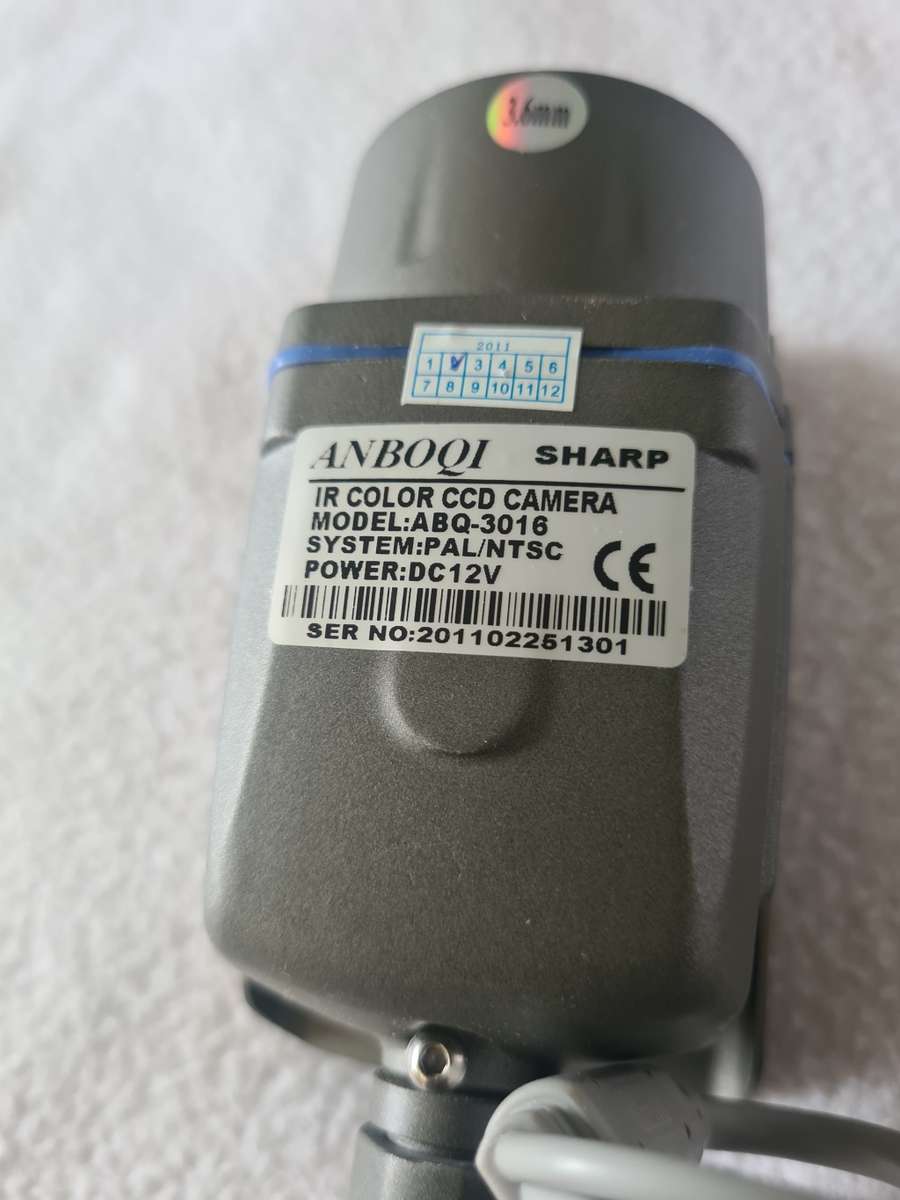 3.6mm
2011
1 2 3 4 5 6
7 8 9 10 11 12
ANBOQI SHARP
IR COLOR CCD CAMERA
MODEL:ABQ-3016
SYSTEM:PAL/NTSC
POWER:DC12V
CE
SER NO:201102251301